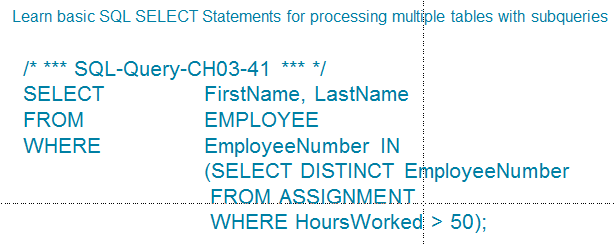 Learn basic SQL SELECT Statements for processing multiple tables with subqueries
/* *** SQL-Query-CH03-41 *** */
SELECT FirstName, LastName
FROM EMPLOYEE
WHERE EmployeeNumber IN
(SELECT DISTINCT EmployeeNumber
FROM ASSIGNMENT
WHERE HoursWorked > 50);